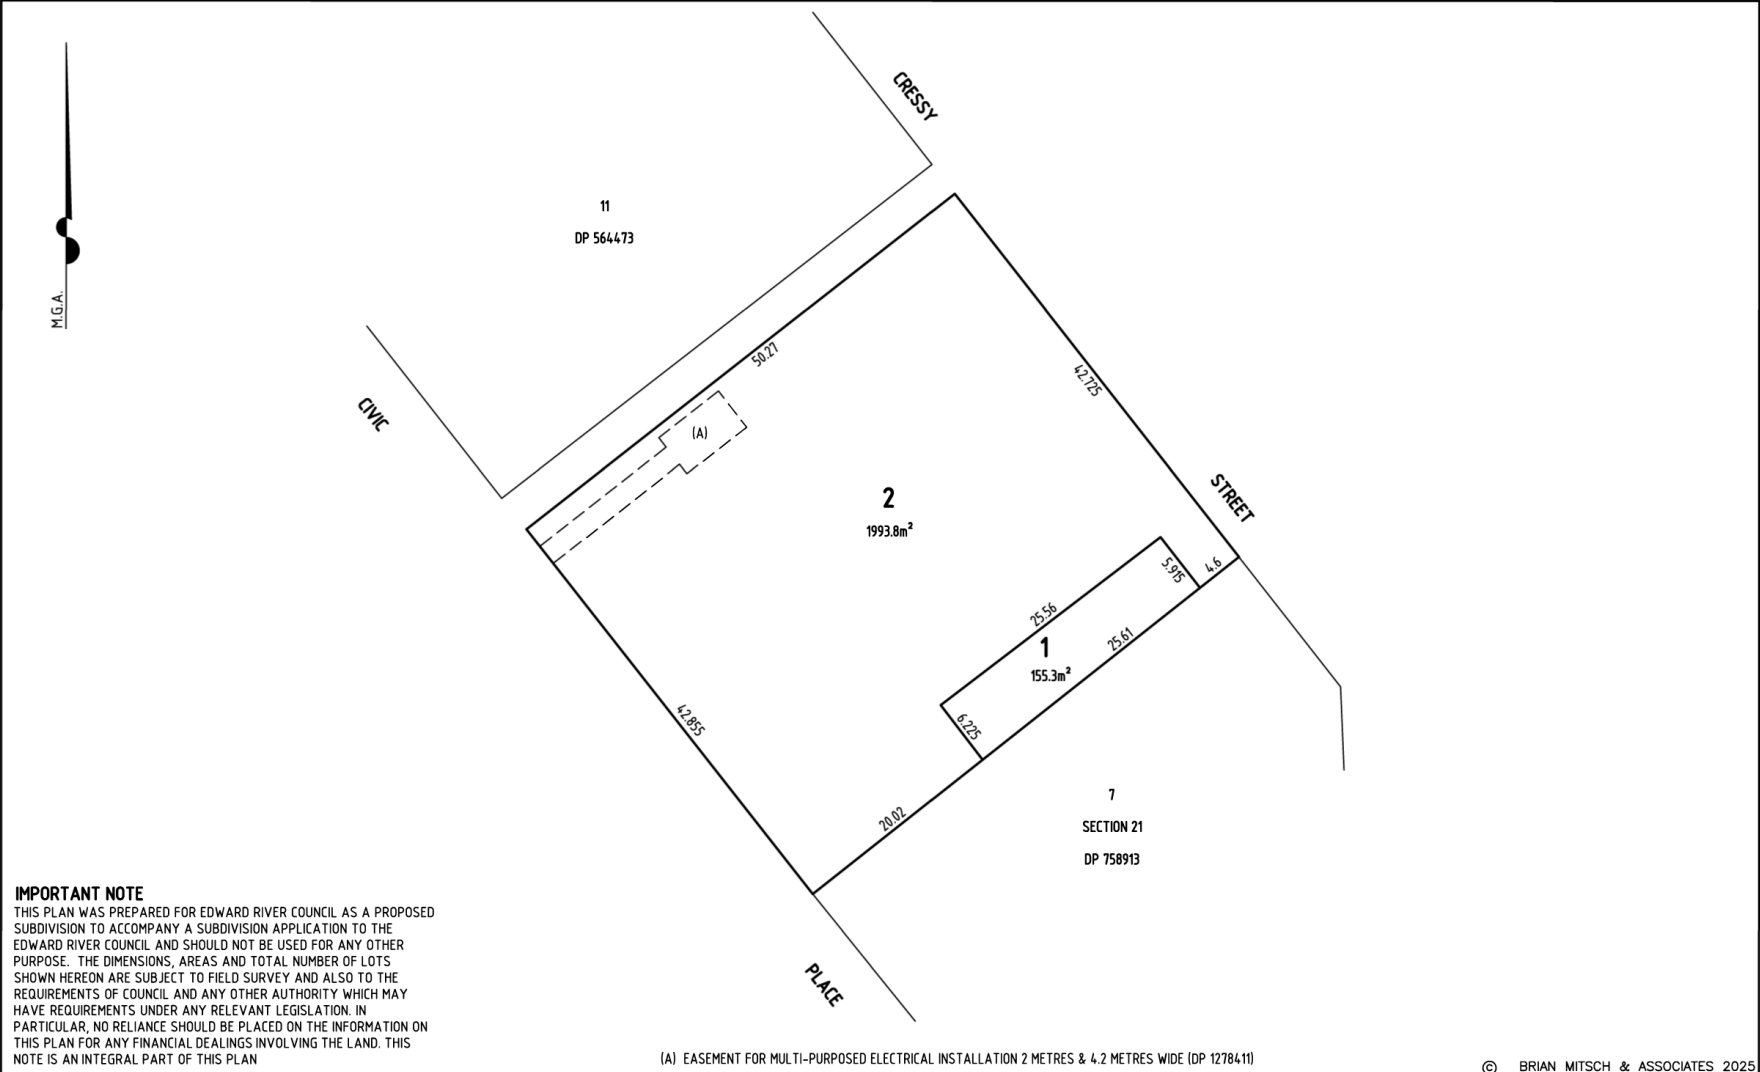 CRESSY
11
DP 564473
M.G.A.
50.27
42.725
CIVIC
(A)
2
1993.8m²
STREET
5.915
4.6
25.56
25.61
1
155.3m²
6.225
42.855
20.02
7
SECTION 21
DP 758913
PLACE
IMPORTANT NOTE
THIS PLAN WAS PREPARED FOR EDWARD RIVER COUNCIL AS A PROPOSED
SUBDIVISION TO ACCOMPANY A SUBDIVISION APPLICATION TO THE
EDWARD RIVER COUNCIL AND SHOULD NOT BE USED FOR ANY OTHER
PURPOSE. THE DIMENSIONS, AREAS AND TOTAL NUMBER OF LOTS
SHOWN HEREON ARE SUBJECT TO FIELD SURVEY AND ALSO TO THE
REQUIREMENTS OF COUNCIL AND ANY OTHER AUTHORITY WHICH MAY
HAVE REQUIREMENTS UNDER ANY RELEVANT LEGISLATION. IN
PARTICULAR, NO RELIANCE SHOULD BE PLACED ON THE INFORMATION ON
THIS PLAN FOR ANY FINANCIAL DEALINGS INVOLVING THE LAND. THIS
NOTE IS AN INTEGRAL PART OF THIS PLAN
(A) EASEMENT FOR MULTI-PURPOSED ELECTRICAL INSTALLATION 2 METRES & 4.2 METRES WIDE (DP 1278411)
© BRIAN MITSCH & ASSOCIATES 2025